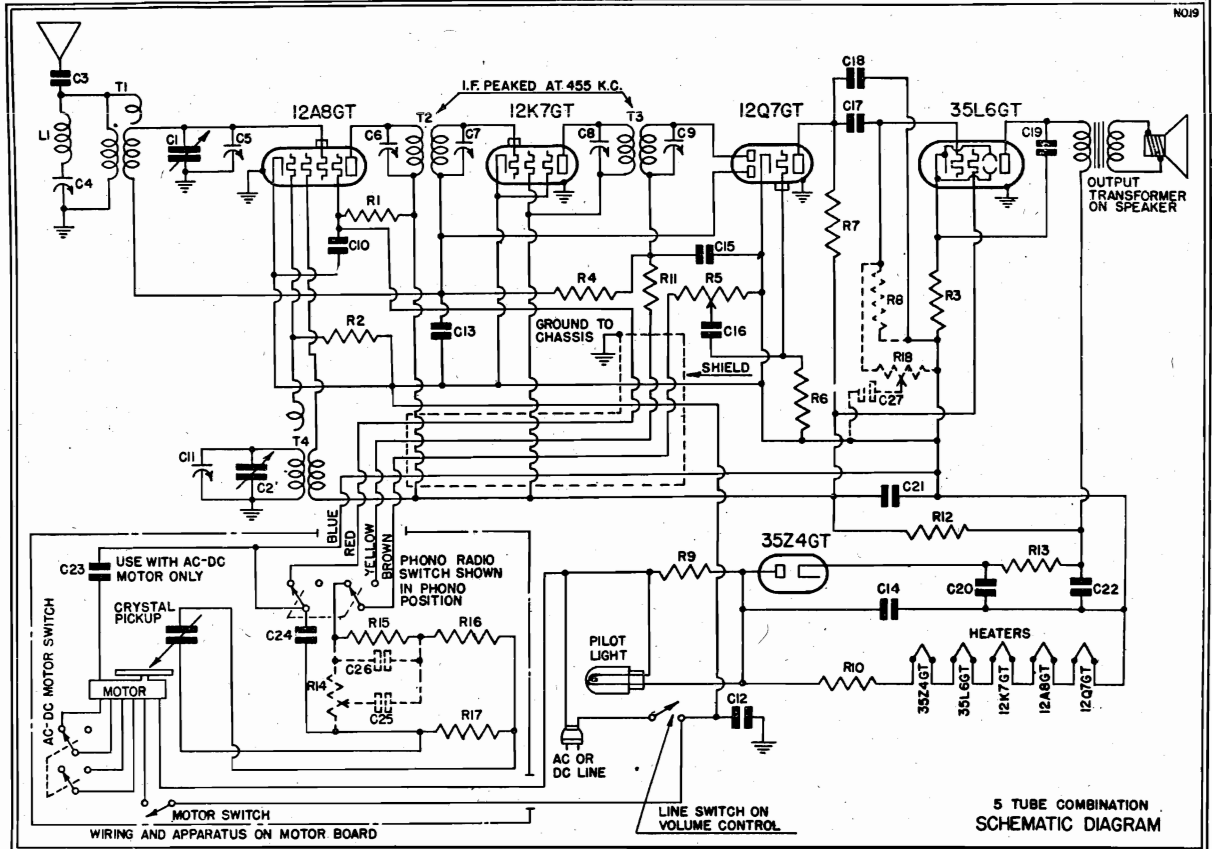 NO.19
C3
T1
I.F. PEAKED AT 455 K.C.
C18
12A8GT
12K7GT
12Q7GT
35L6GT
C17
L1
C1
C5
C6
T2
C7
C8
T3
C9
C19
C4
R1
OUTPUT
TRANSFORMER
ON SPEAKER
C10
R7
C15
R4
R11
R5
R8
R3
R2
C13
GROUND TO
CHASSIS
C16
SHIELD
R18
C27
R6
T4
C11
C2
C21
BLUE
RED
YELLOW
BROWN
R12
35Z4GT
C23
USE WITH AC-DC
MOTOR ONLY
PHONO RADIO
SWITCH SHOWN
IN PHONO
POSITION
R9
R13
CRYSTAL
PICKUP
C14
C20
C22
C24
R15
R16
PILOT
LIGHT
HEATERS
AC-DC MOTOR SWITCH
C26
R14
C25
R10
MOTOR
35Z4GT
35L6GT
12K7GT
12A8GT
12Q7GT
R17
C12
AC OR
DC LINE
MOTOR SWITCH
LINE SWITCH ON
VOLUME CONTROL
WIRING AND APPARATUS ON MOTOR BOARD
5 TUBE COMBINATION
SCHEMATIC DIAGRAM